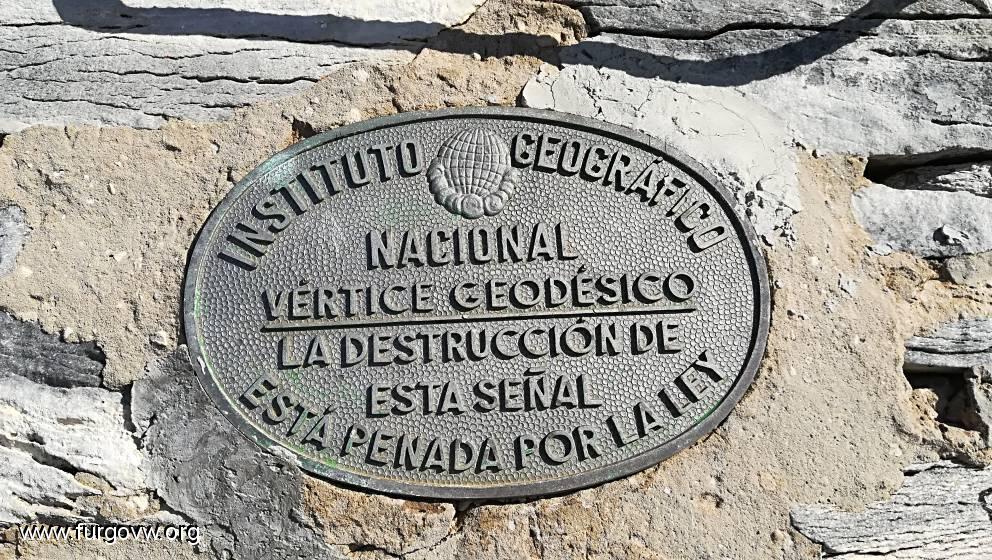 INSTITUTO GEOGRÁFICO
NACIONAL
VÉRTICE GEODÉSICO
LA DESTRUCCIÓN DE
ESTA SEÑAL
ESTÁ PENADA POR LA LEY
www.furgovw.org